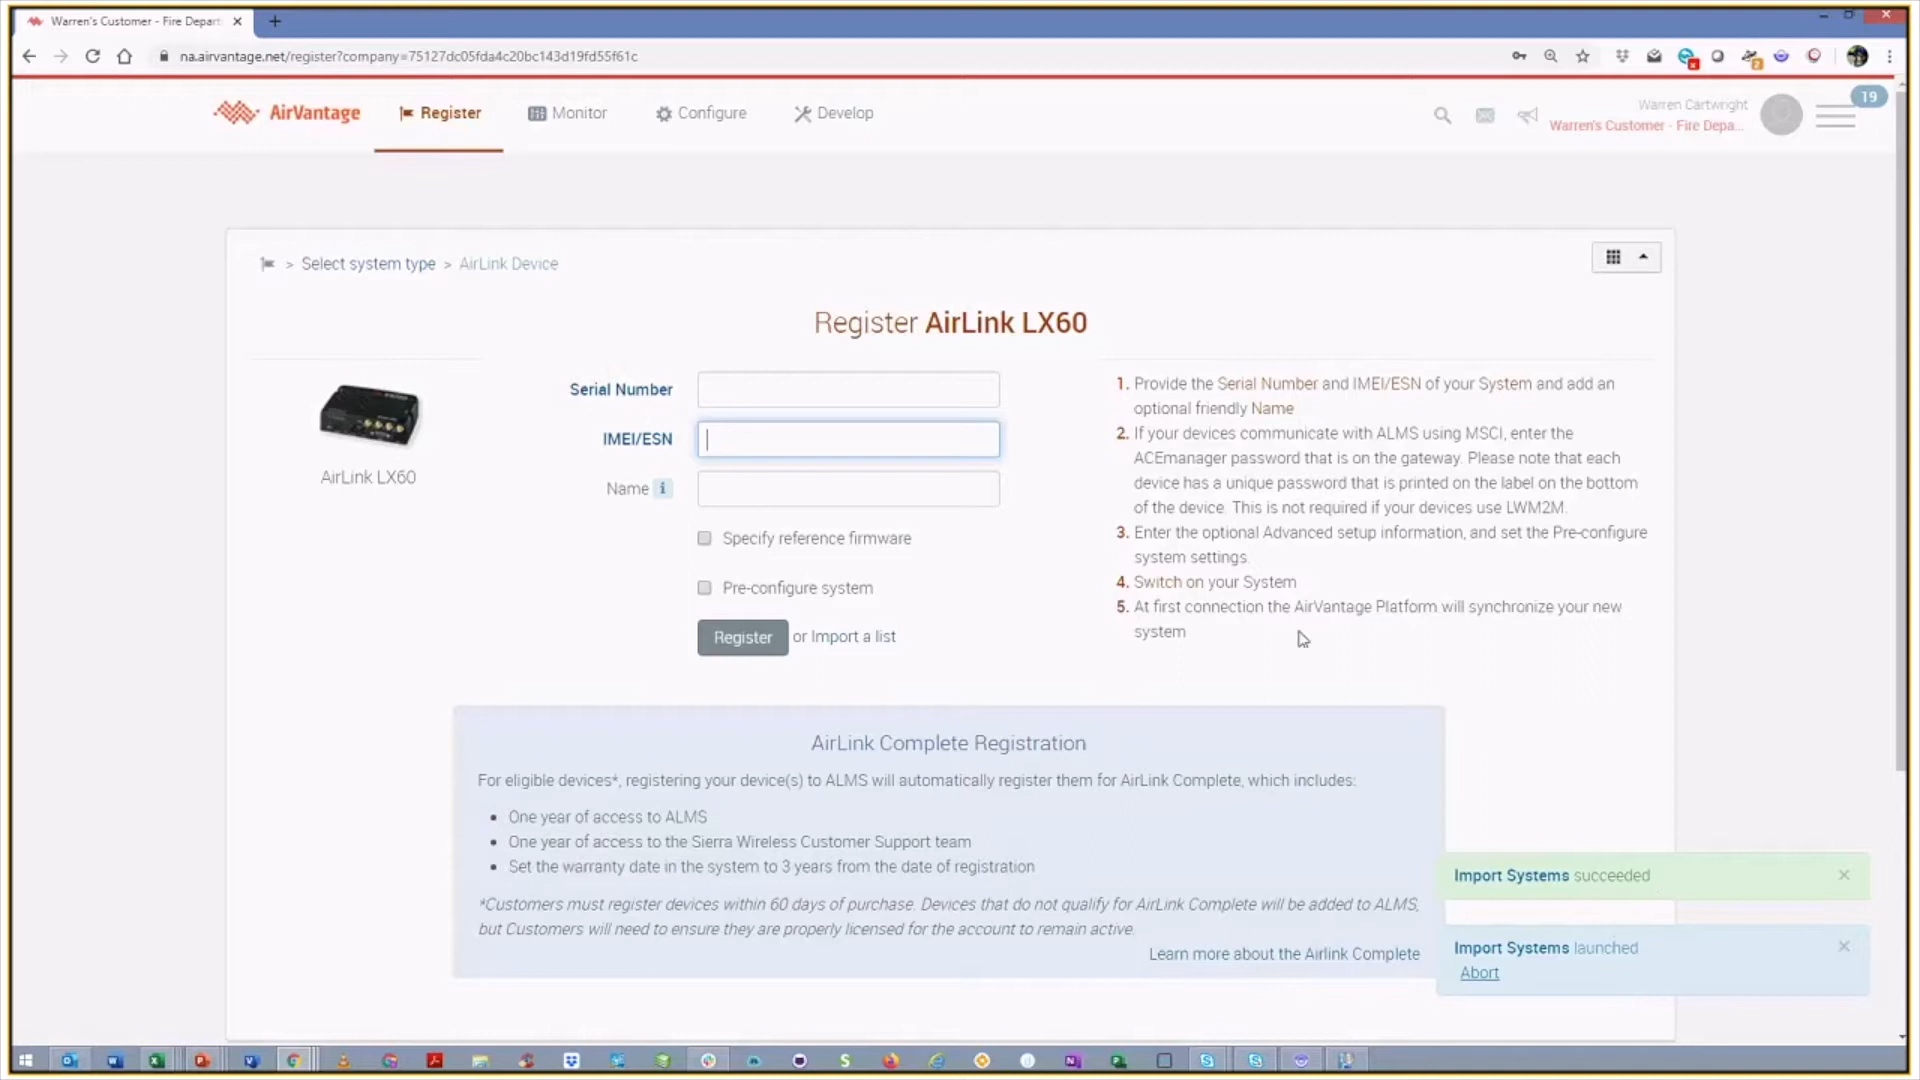 Warren's Customer - Fire Depart
na.airvantage.net/register?company=75127dc05fda4c20bc143d19fd55f61c
AirVantage
Register
Monitor
Configure
Develop
Warren Cartwright
Warren's Customer - Fire Depa...
19
> Select system type > AirLink Device
Register AirLink LX60
AirLink LX60
Serial Number
IMEI/ESN
Name i
Specify reference firmware
Pre-configure system
Register or Import a list
1. Provide the Serial Number and IMEI/ESN of your System and add an
optional friendly Name
2. If your devices communicate with ALMS using MSCI, enter the
ACEmanager password that is on the gateway. Please note that each
device has a unique password that is printed on the label on the bottom
of the device. This is not required if your devices use LWM2M.
3. Enter the optional Advanced setup information, and set the Pre-configure
system settings.
4. Switch on your System
5. At first connection the AirVantage Platform will synchronize your new
system
AirLink Complete Registration
For eligible devices*, registering your device(s) to ALMS will automatically register them for AirLink Complete, which includes:
• One year of access to ALMS
• One year of access to the Sierra Wireless Customer Support team
• Set the warranty date in the system to 3 years from the date of registration
*Customers must register devices within 60 days of purchase. Devices that do not qualify for AirLink Complete will be added to ALMS,
but Customers will need to ensure they are properly licensed for the account to remain active.
Learn more about the Airlink Complete
Import Systems succeeded
Import Systems launched
Abort